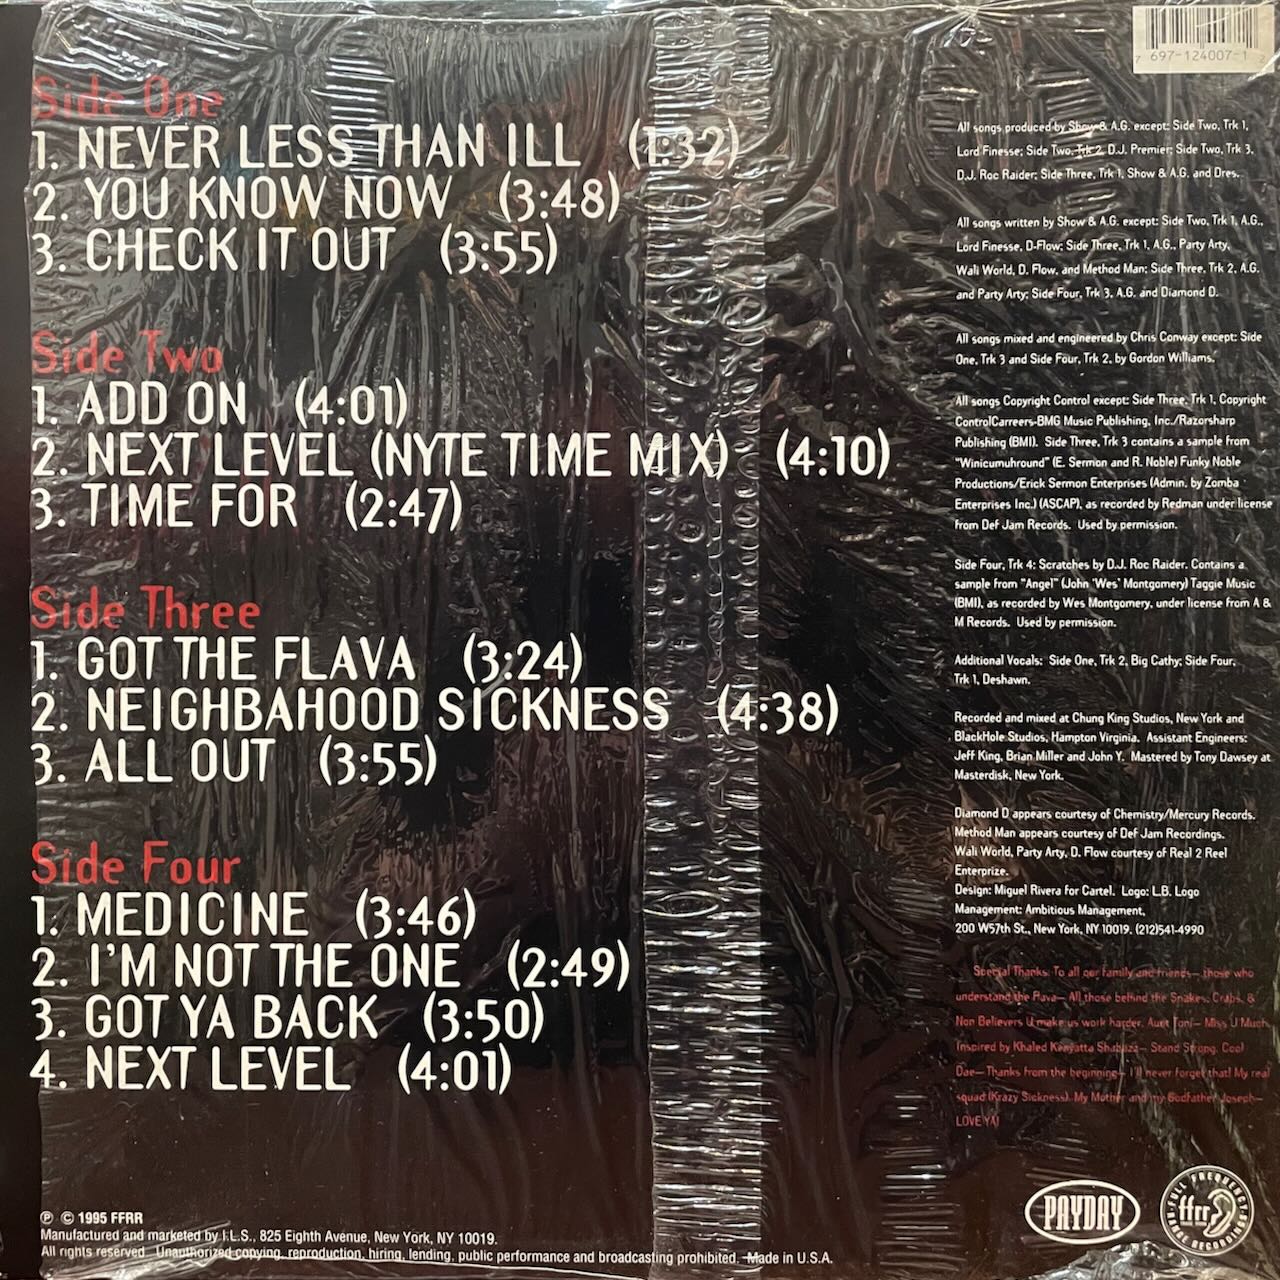 Side One
1. NEVER LESS THAN ILL (1:32)
2. YOU KNOW NOW (3:48)
3. CHECK IT OUT (3:55)
Side Two
1. ADD ON (4:01)
2. NEXT LEVEL (NYTE TIME MIX) (4:10)
3. TIME FOR (2:47)
Side Three
1. GOT THE FLAVA (3:24)
2. NEIGHBAHOOD SICKNESS (4:38)
3. ALL OUT (3:55)
Side Four
1. MEDICINE (3:46)
2. I'M NOT THE ONE (2:49)
3. GOT YA BACK (3:50)
4. NEXT LEVEL (4:01)
7 697-124007-1 2
All songs produced by Show & A.G. except: Side Two, Trk 1,
Lord Finesse; Side Two, Trk 2, D.J. Premier; Side Two, Trk 3,
D.J. Roc Raider; Side Three, Trk 1, Show & A.G. and Dres.
All songs written by Show & A.G. except: Side Two, Trk 1, A.G.,
Lord Finesse, D-Flow; Side Three, Trk 1, A.G., Party Arty,
Wali World, D. Flow, and Method Man; Side Three, Trk 2, A.G.
and Party Arty; Side Four, Trk 3, A.G. and Diamond D.
All songs mixed and engineered by Chris Conway except: Side
One, Trk 3 and Side Four, Trk 2, by Gordon Williams.
All songs Copyright Control except: Side Three, Trk 1, Copyright
ControlCarreers-BMG Music Publishing, Inc./Razorsharp
Publishing (BMI). Side Three, Trk 3 contains a sample from
"Winicumuhround" (E. Sermon and R. Noble) Funky Noble
Productions/Erick Sermon Enterprises (Admin. by Zomba
Enterprises Inc.) (ASCAP), as recorded by Redman under license
from Def Jam Records. Used by permission.
Side Four, Trk 4: Scratches by D.J. Roc Raider. Contains a
sample from "Angel" (John 'Wes' Montgomery) Taggie Music
(BMI), as recorded by Wes Montgomery, under license from A &
M Records. Used by permission.
Additional Vocals: Side One, Trk 2, Big Cathy; Side Four,
Trk 1, Deshawn.
Recorded and mixed at Chung King Studios, New York and
BlackHole Studios, Hampton Virginia. Assistant Engineers:
Jeff King, Brian Miller and John Y. Mastered by Tony Dawsey at
Masterdisk, New York.
Diamond D appears courtesy of Chemistry/Mercury Records.
Method Man appears courtesy of Def Jam Recordings.
Wali World, Party Arty, D. Flow courtesy of Real 2 Reel
Enterprize.
Design: Miguel Rivera for Cartel. Logo: L.B. Logo
Management: Ambitious Management,
200 W57th St., New York, NY 10019. (212)541-4990
Special Thanks: To all our family and friends— those who
understand the Flava— All those behind the Snakes, Crabs, &
Non Believers U make us work harder. Aunt Toni— Miss U Much
Inspired by Khaled Kenyatta Shabazz— Stand Strong. Cool
Dae— Thanks from the beginning— I'll never forget that! My real
squad (Krazy Sickness). My Mother and my Godfather Joseph—
LOVE YA!
PAYDAY
FULL FREQUENCY
ffrr
RANGE RECORDINGS
℗ © 1995 FFRR
Manufactured and marketed by I.L.S., 825 Eighth Avenue, New York, NY 10019.
All rights reserved. Unauthorized copying, reproduction, hiring, lending, public performance and broadcasting prohibited. Made in U.S.A.